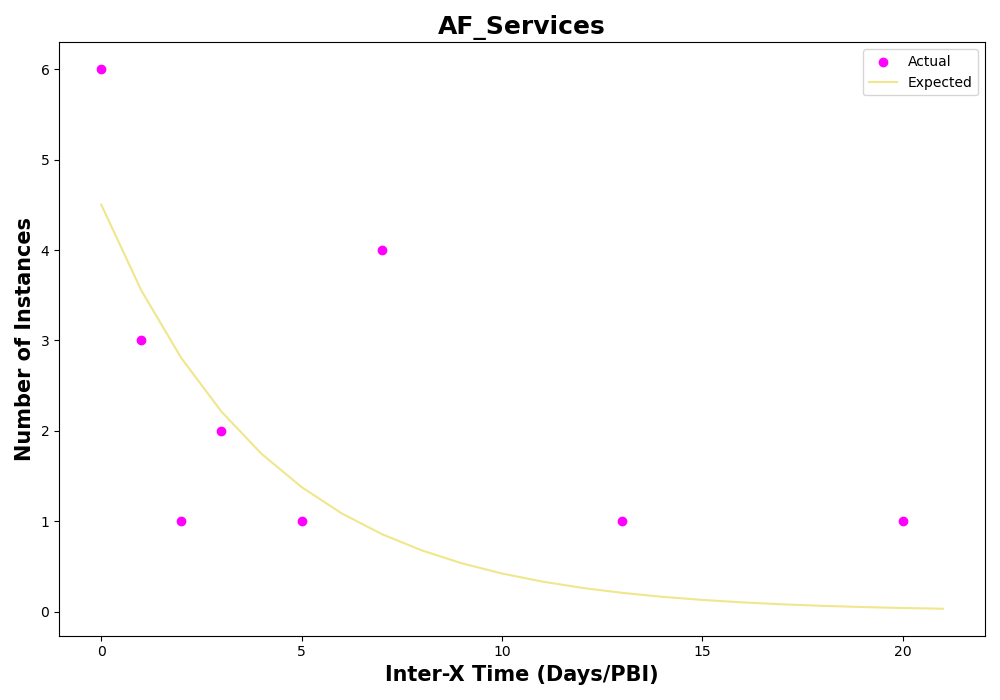 AF_Services
Actual
Expected
6
5
4
3
2
1
0
Number of Instances
0 5 10 15 20
Inter-X Time (Days/PBI)